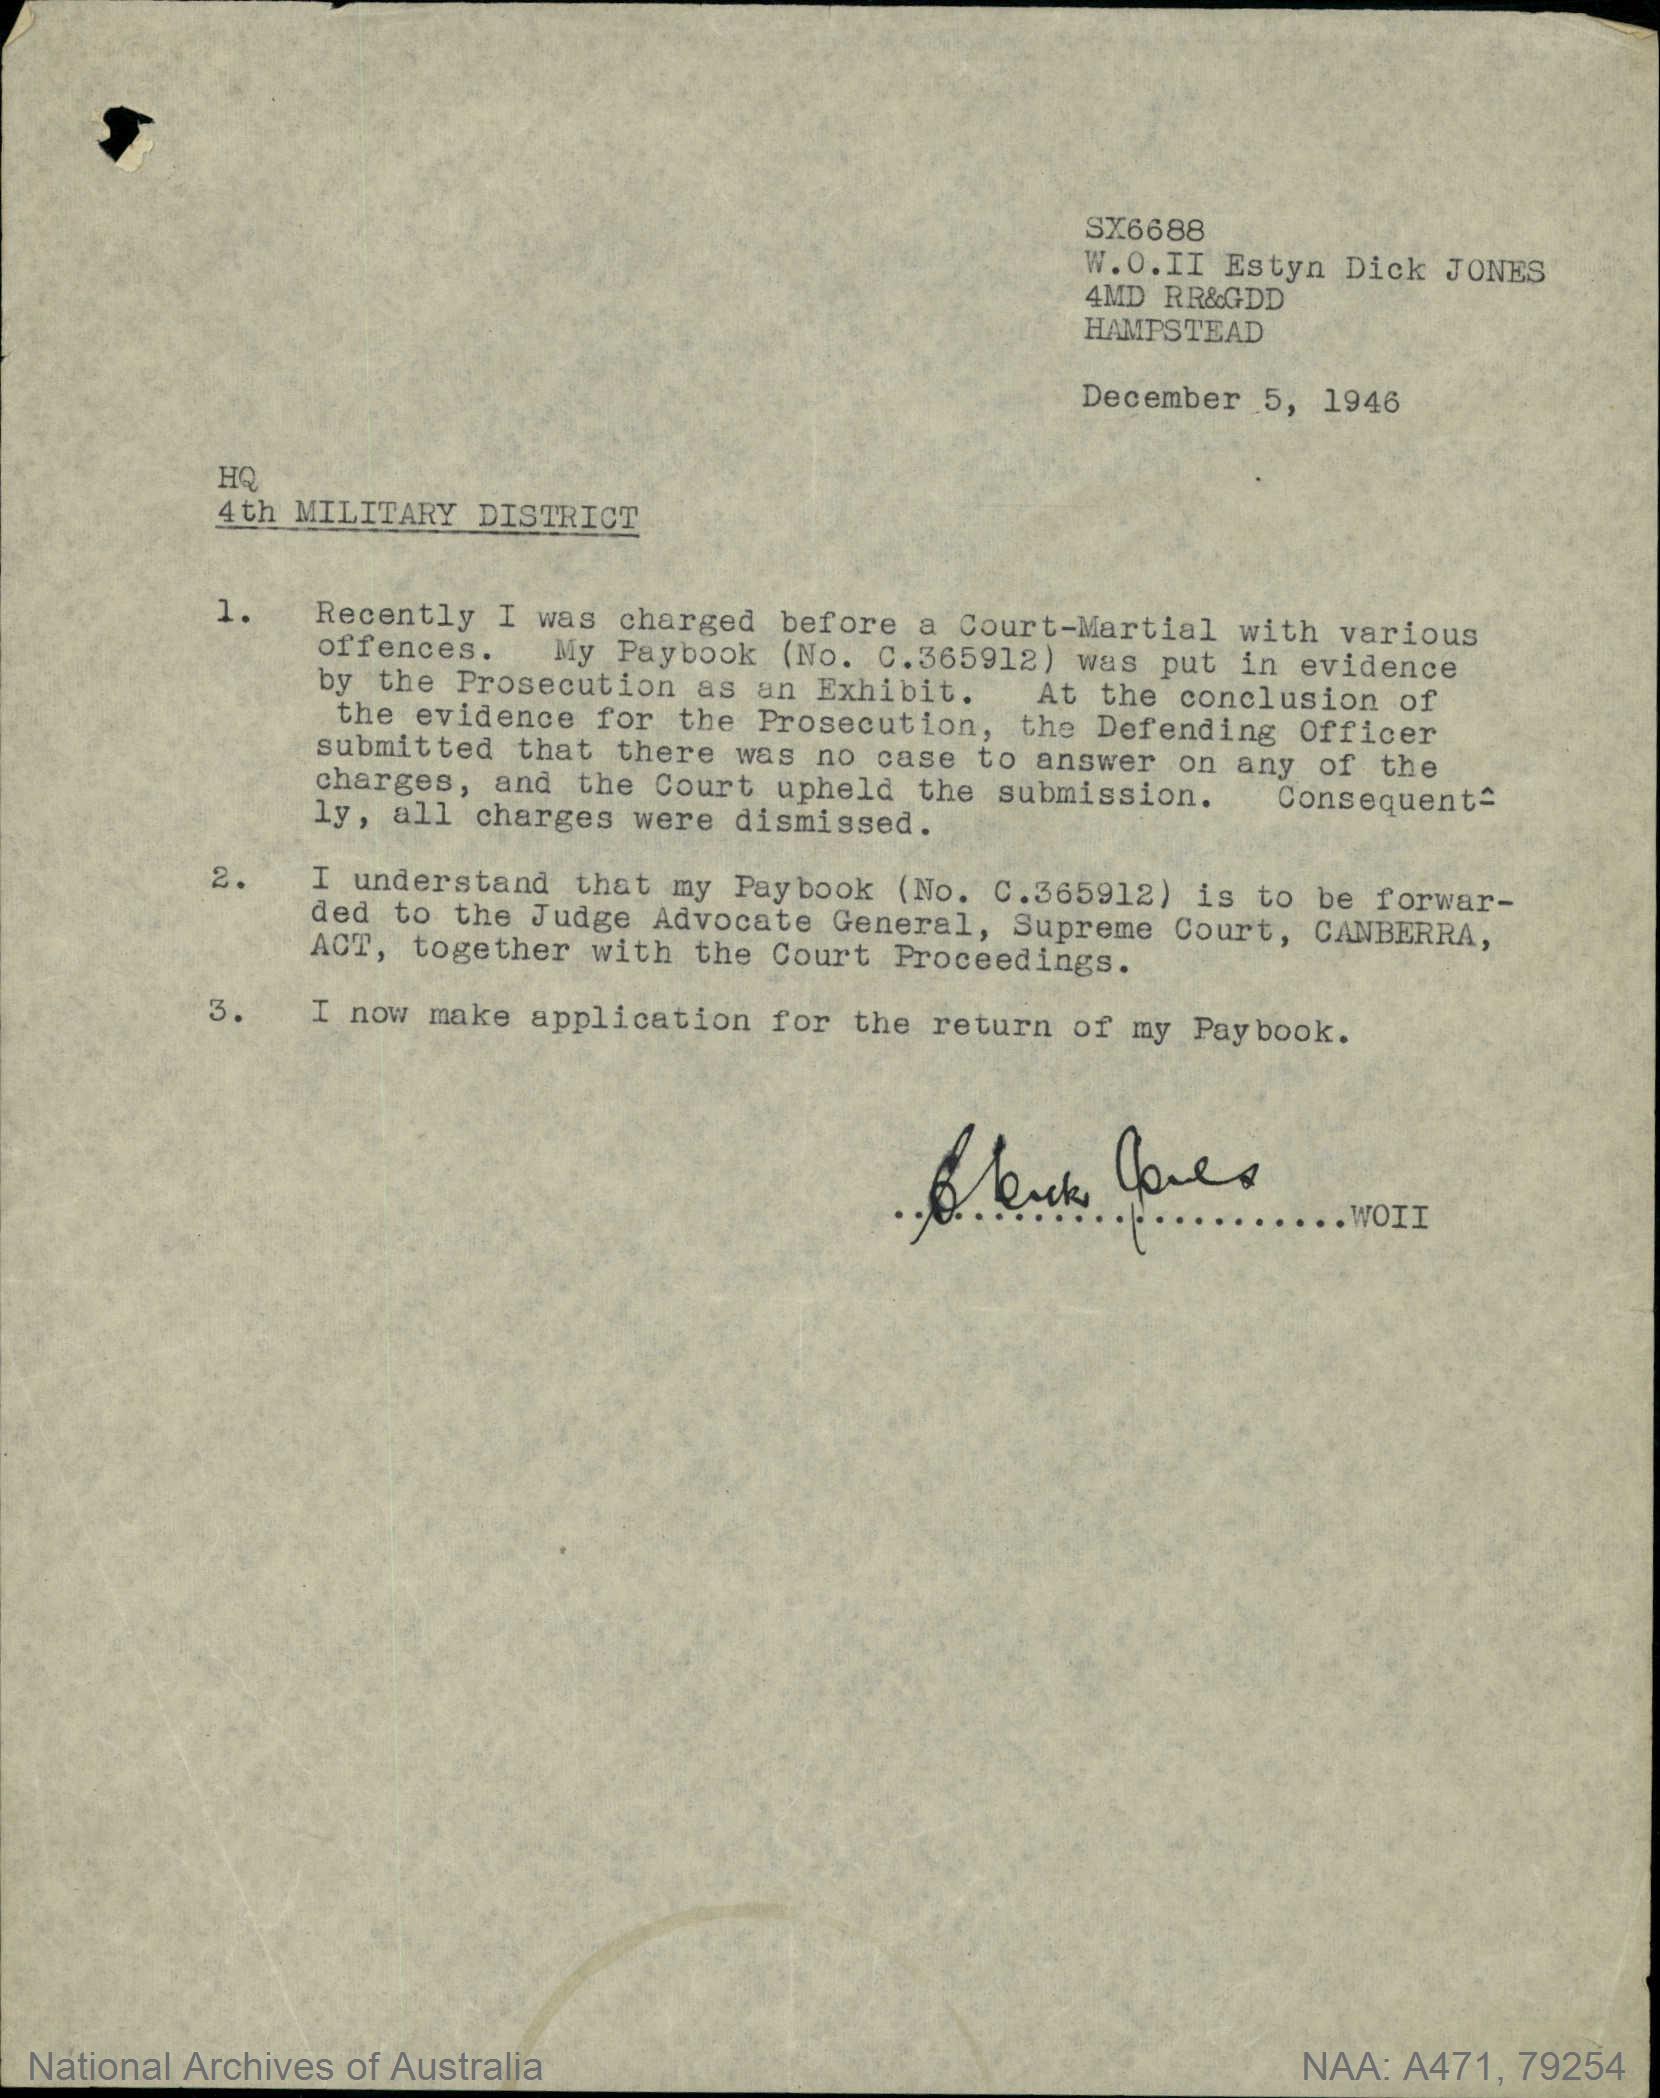 SX6688
W.O.II Estyn Dick JONES
4MD RR&GDD
HAMPSTEAD
December 5, 1946
HQ
4th MILITARY DISTRICT
1. Recently I was charged before a Court-Martial with various
offences. My Paybook (No. C.365912) was put in evidence
by the Prosecution as an Exhibit. At the conclusion of
the evidence for the Prosecution, the Defending Officer
submitted that there was no case to answer on any of the
charges, and the Court upheld the submission. Consequent-
ly, all charges were dismissed.
2. I understand that my Paybook (No. C.365912) is to be forwar-
ded to the Judge Advocate General, Supreme Court, CANBERRA,
ACT, together with the Court Proceedings.
3. I now make application for the return of my Paybook.
E Dick Jones
........................WOII
National Archives of Australia
NAA: A471, 79254